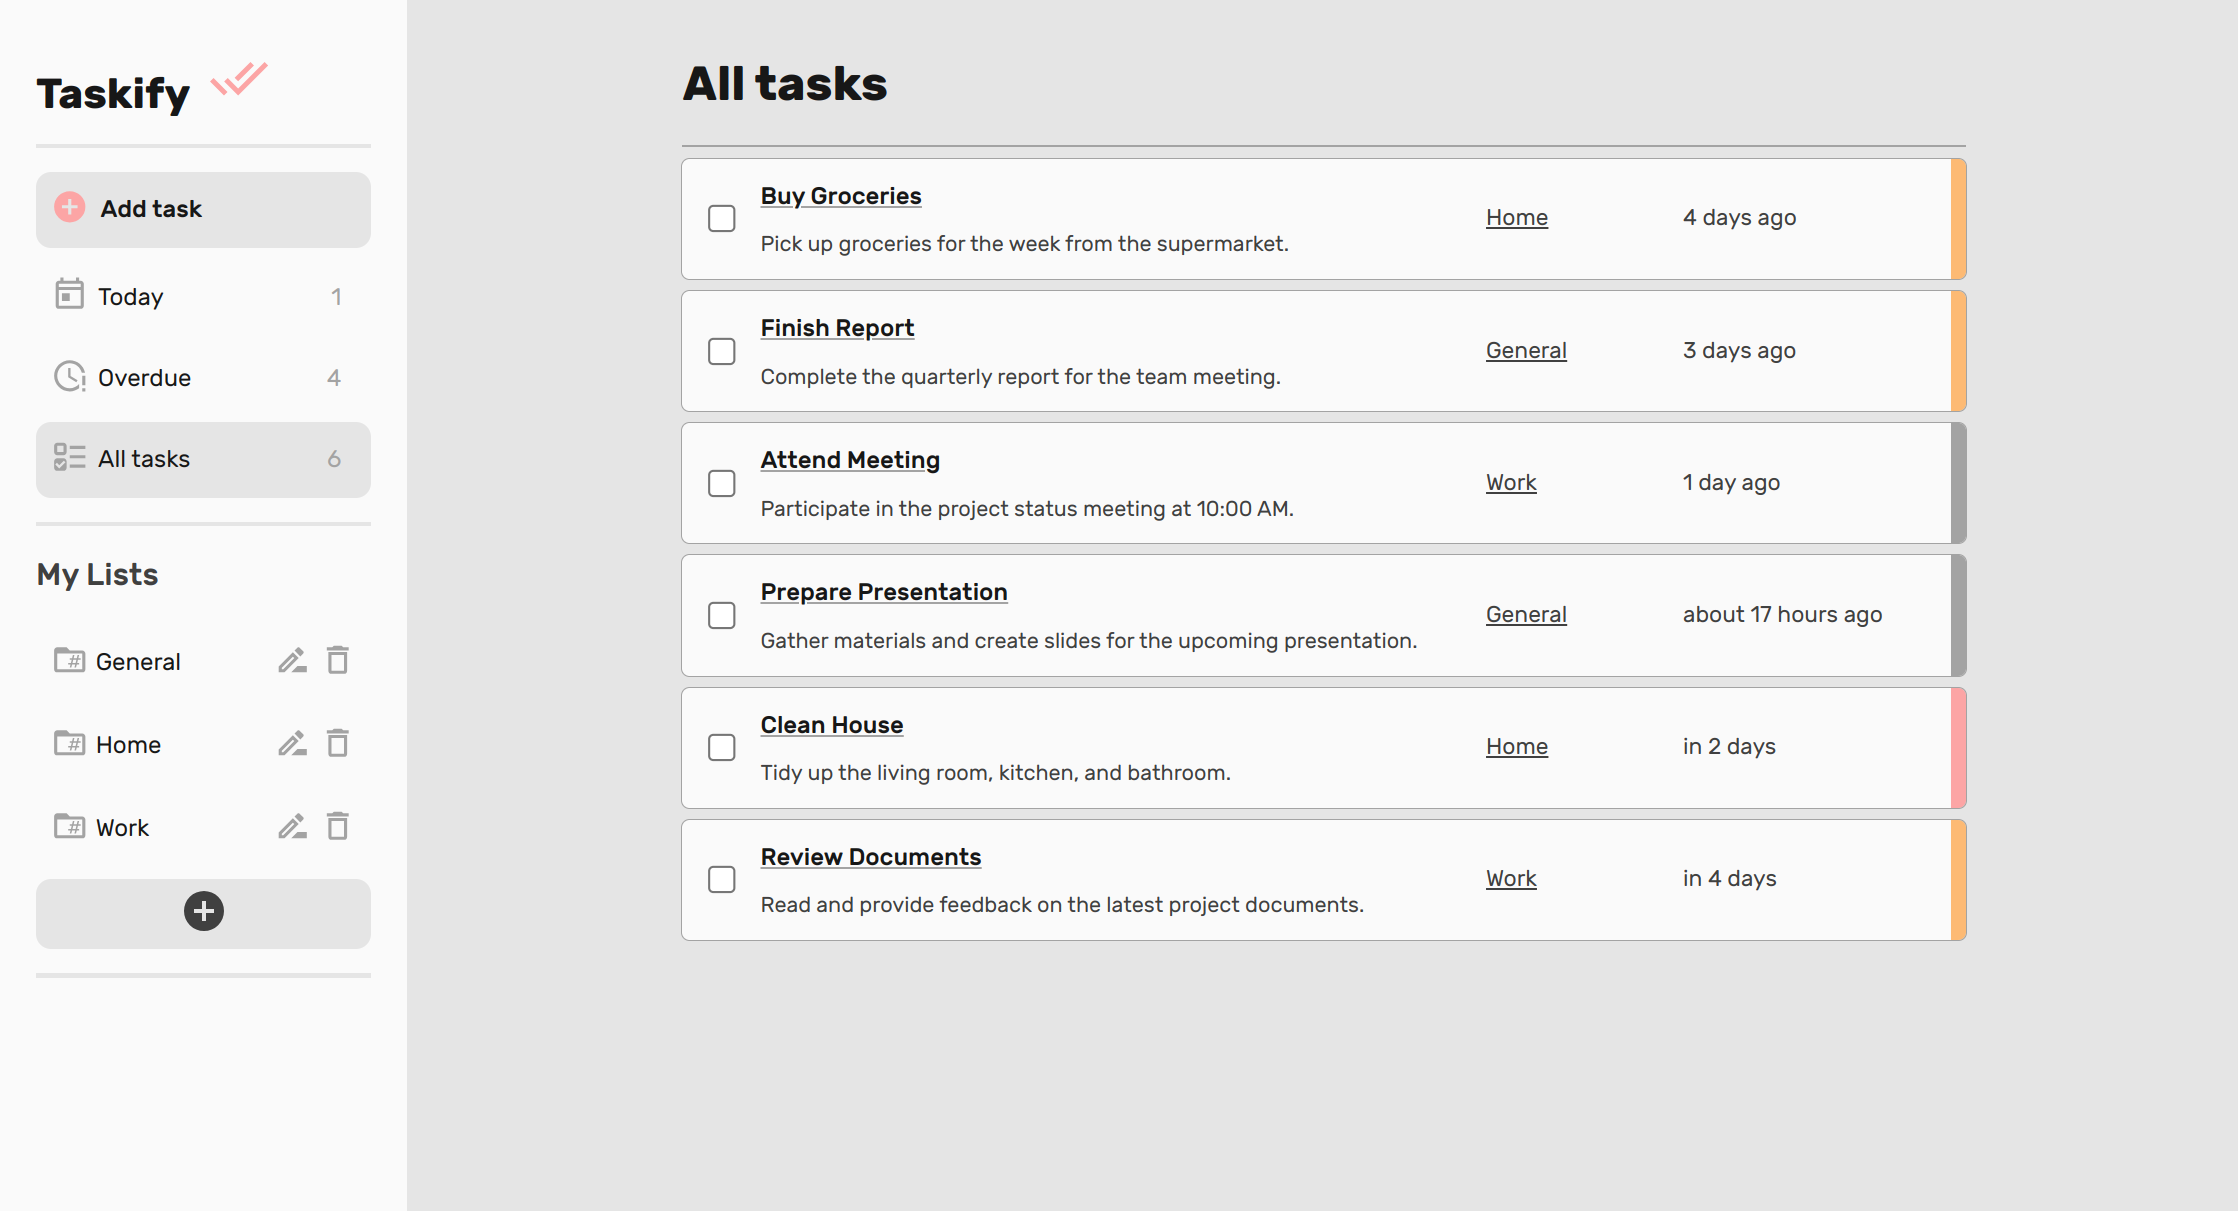 Taskify
Add task
Today 1
Overdue 4
All tasks 6
My Lists
# General
# Home
# Work
All tasks
Buy Groceries
Pick up groceries for the week from the supermarket.
Home
4 days ago
Finish Report
Complete the quarterly report for the team meeting.
General
3 days ago
Attend Meeting
Participate in the project status meeting at 10:00 AM.
Work
1 day ago
Prepare Presentation
Gather materials and create slides for the upcoming presentation.
General
about 17 hours ago
Clean House
Tidy up the living room, kitchen, and bathroom.
Home
in 2 days
Review Documents
Read and provide feedback on the latest project documents.
Work
in 4 days